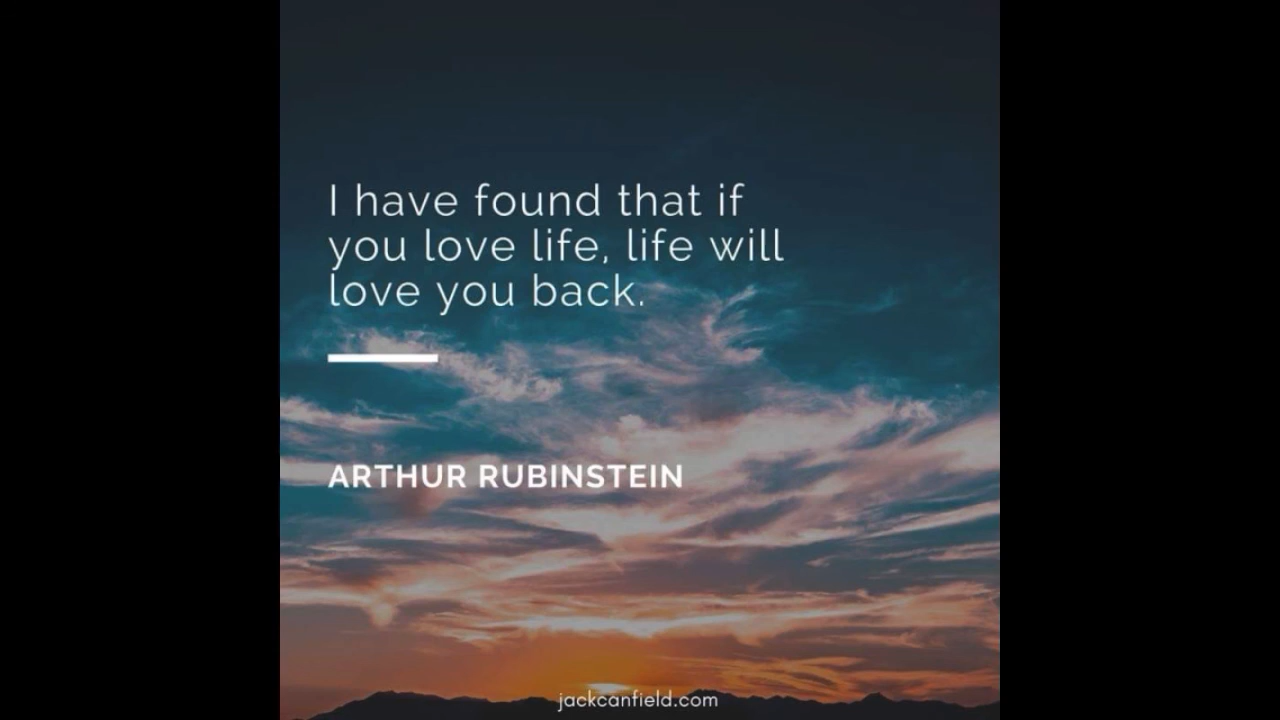 I have found that if
you love life, life will
love you back.
ARTHUR RUBINSTEIN
jackcanfield.com